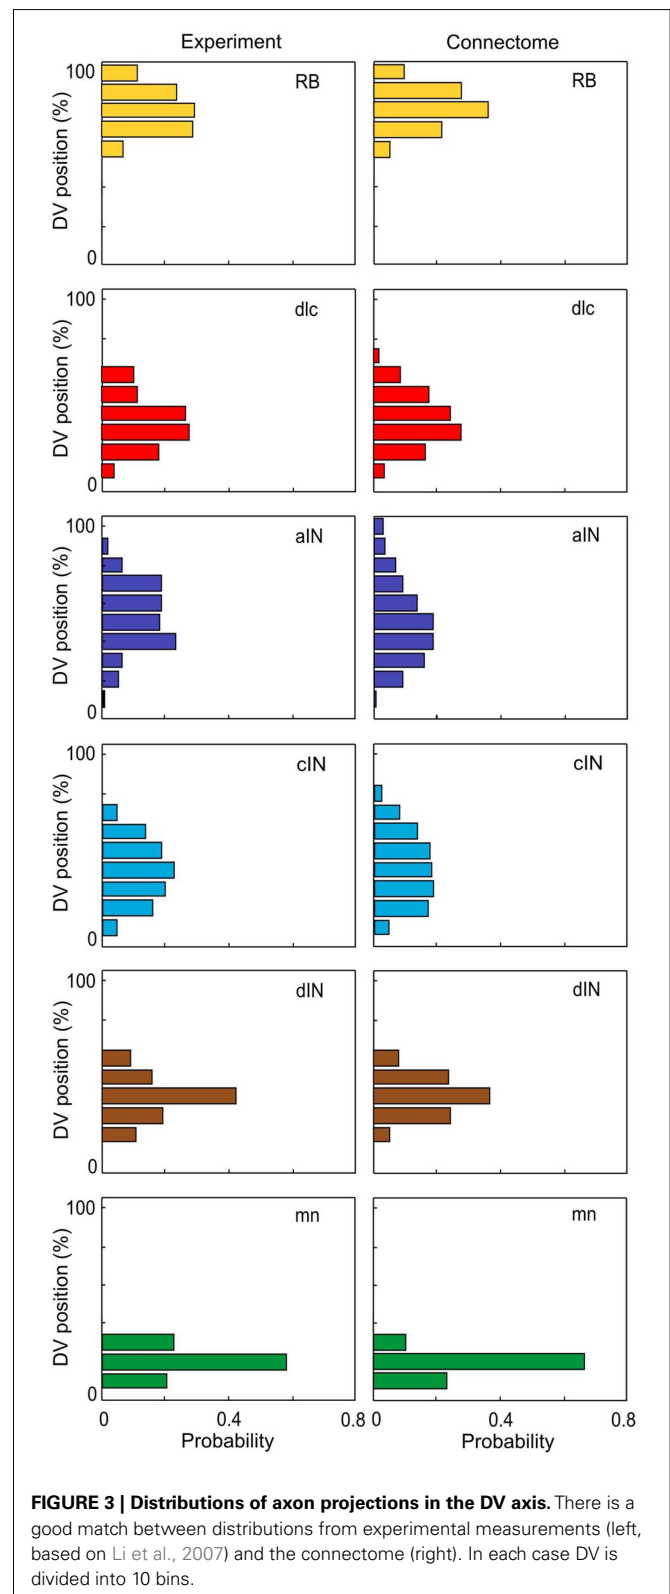 Experiment Connectome
100 RB RB
DV position (%)
0
100 dlc dlc
DV position (%)
0
100 aIN aIN
DV position (%)
0
100 cIN cIN
DV position (%)
0
100 dIN dIN
DV position (%)
0
100 mn mn
DV position (%)
0
0 0.4 0.8 0 0.4 0.8
Probability Probability
FIGURE 3 | Distributions of axon projections in the DV axis. There is a
good match between distributions from experimental measurements (left,
based on Li et al., 2007) and the connectome (right). In each case DV is
divided into 10 bins.